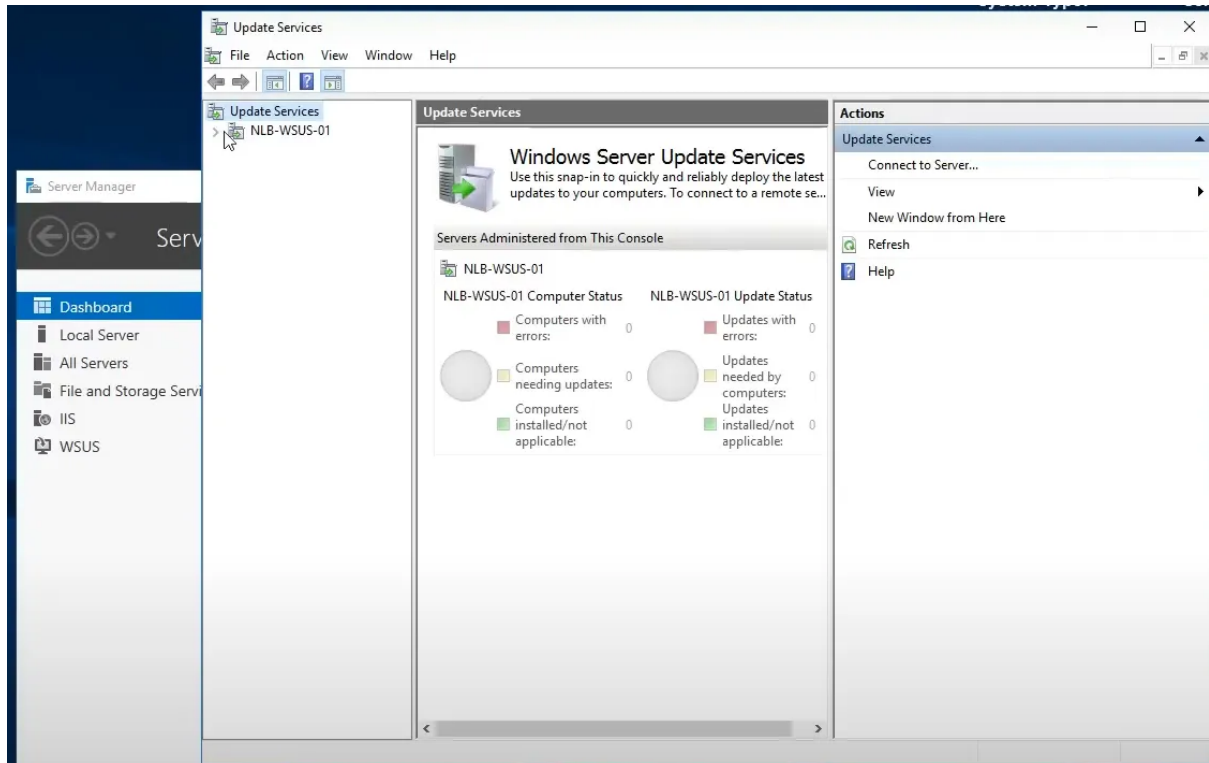 Update Services
File Action View Window Help
Update Services
NLB-WSUS-01
Update Services
Windows Server Update Services
Use this snap-in to quickly and reliably deploy the latest
updates to your computers. To connect to a remote se...
Servers Administered from This Console
NLB-WSUS-01
NLB-WSUS-01 Computer Status
Computers with
errors:
0
Computers
needing updates:
0
Computers
installed/not
applicable:
0
NLB-WSUS-01 Update Status
Updates with
errors:
0
Updates
needed by
computers:
0
Updates
installed/not
applicable:
0
Actions
Update Services
Connect to Server...
View
New Window from Here
Refresh
Help
Server Manager
Serv
Dashboard
Local Server
All Servers
File and Storage Servi
IIS
WSUS